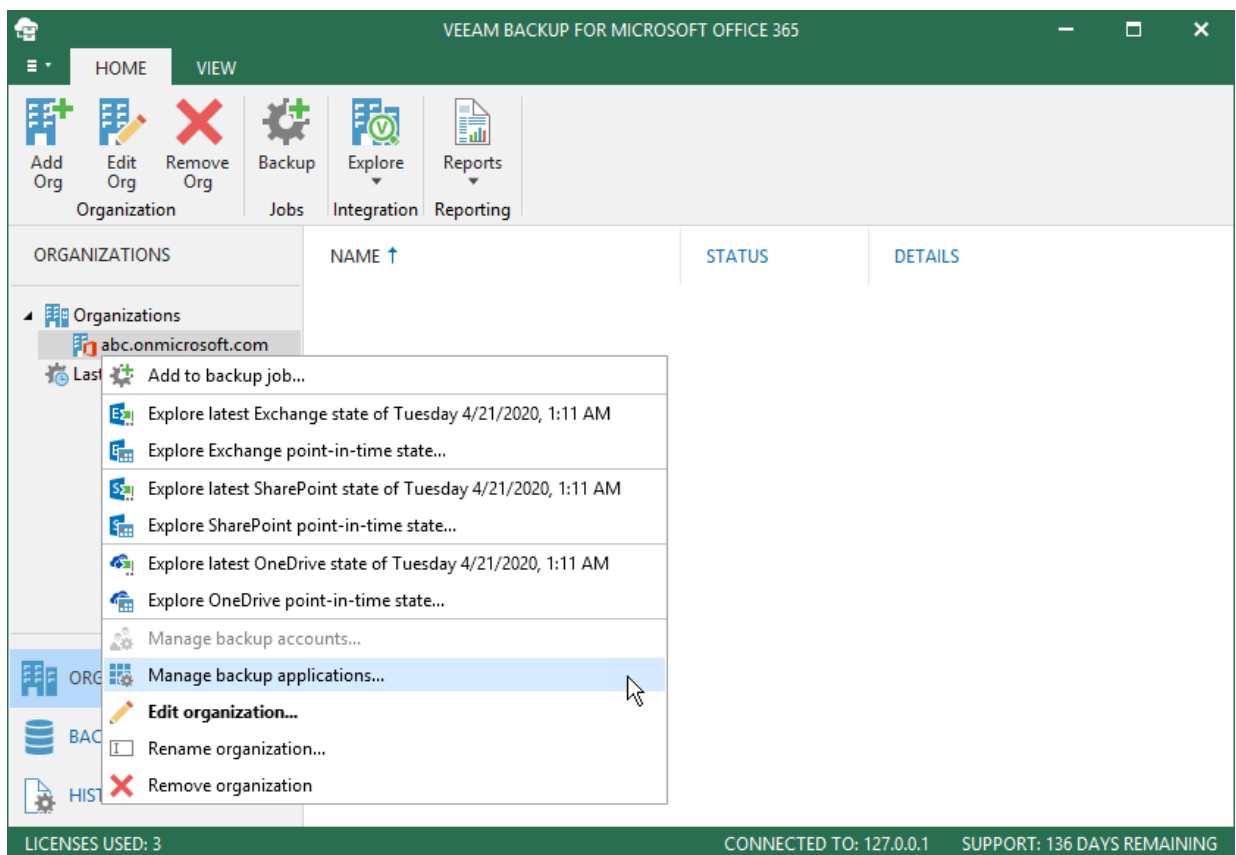 VEEAM BACKUP FOR MICROSOFT OFFICE 365
HOME VIEW
Add Org
Edit Org
Remove Org
Backup
Explore
Reports
Organization Jobs Integration Reporting
ORGANIZATIONS
NAME STATUS DETAILS
Organizations
abc.onmicrosoft.com
Last
Add to backup job...
Explore latest Exchange state of Tuesday 4/21/2020, 1:11 AM
Explore Exchange point-in-time state...
Explore latest SharePoint state of Tuesday 4/21/2020, 1:11 AM
Explore SharePoint point-in-time state...
Explore latest OneDrive state of Tuesday 4/21/2020, 1:11 AM
Explore OneDrive point-in-time state...
Manage backup accounts...
ORG
Manage backup applications...
Edit organization...
BAC
Rename organization...
HIST
Remove organization
LICENSES USED: 3 CONNECTED TO: 127.0.0.1 SUPPORT: 136 DAYS REMAINING